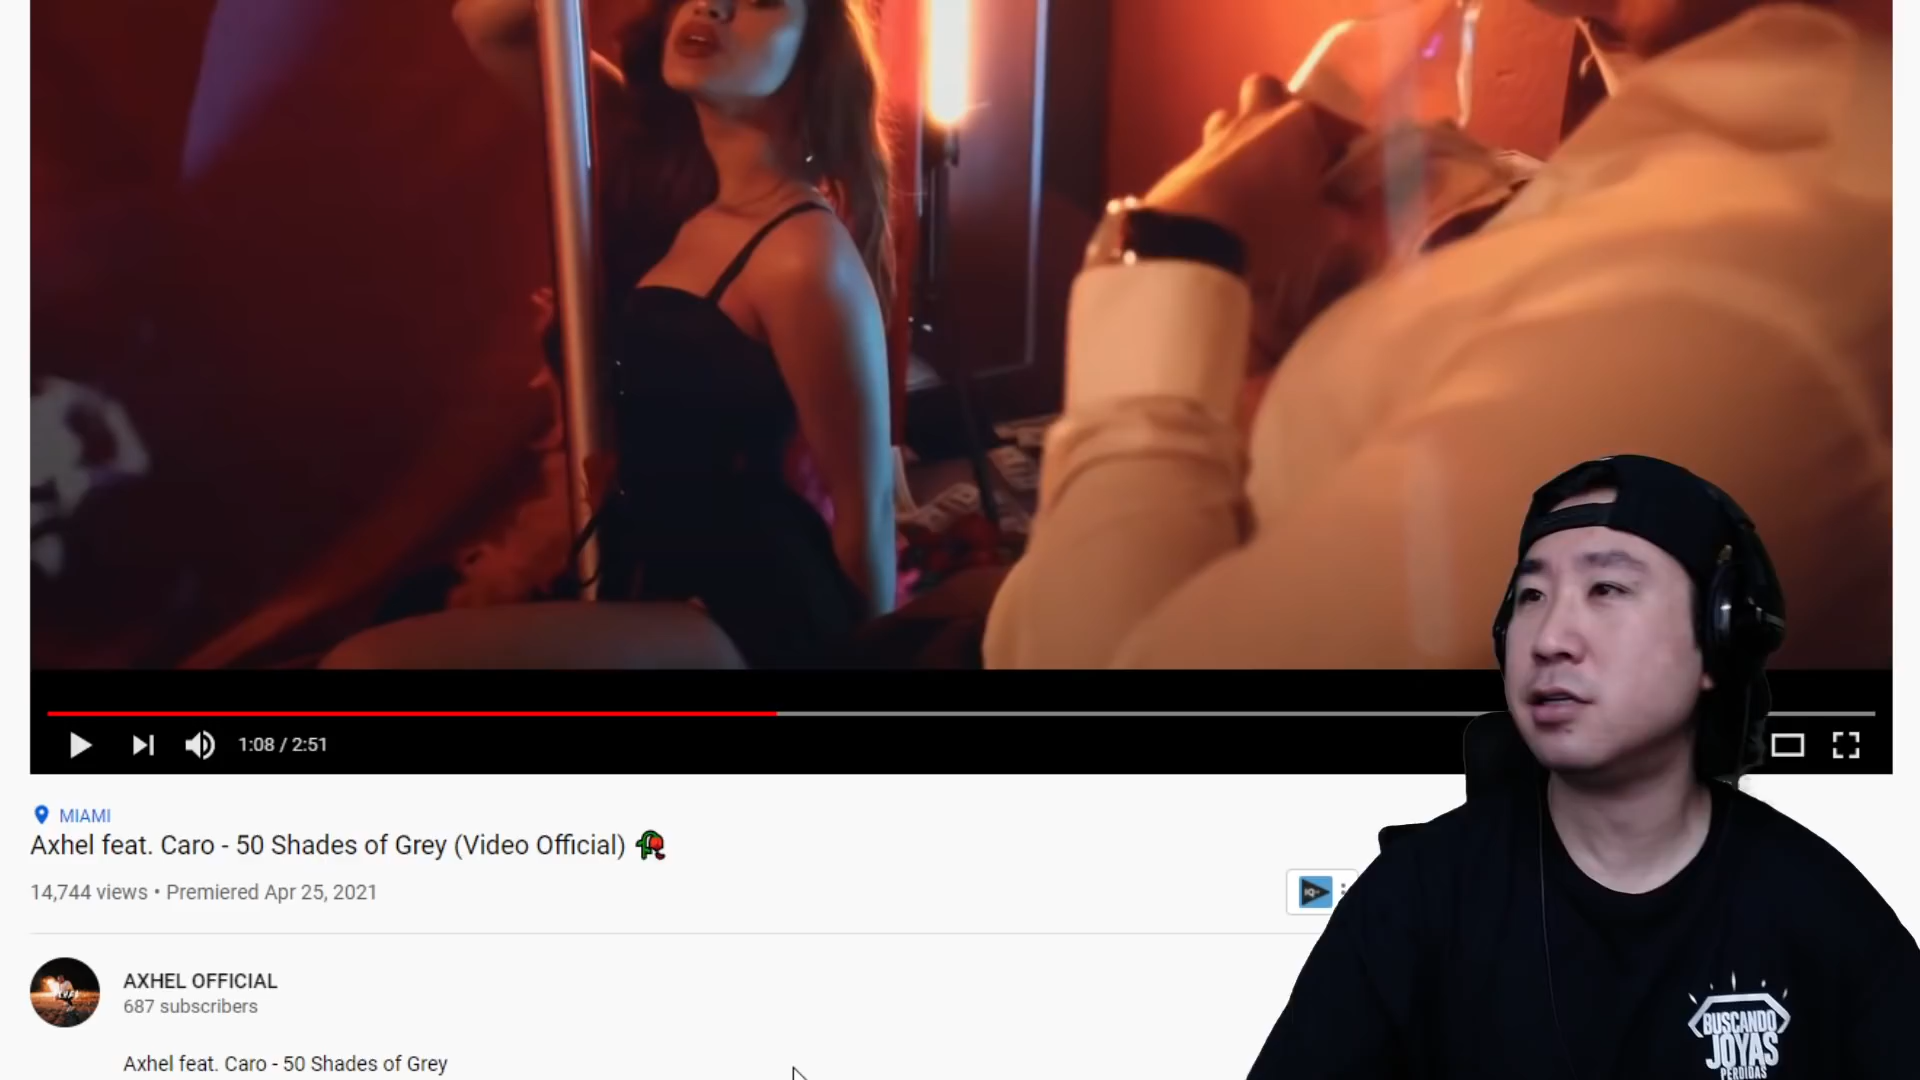 1:08 / 2:51
MIAMI
Axhel feat. Caro - 50 Shades of Grey (Video Official)
14,744 views • Premiered Apr 25, 2021
IQ
AXHEL OFFICIAL
687 subscribers
Axhel feat. Caro - 50 Shades of Grey
BUSCANDO
JOYAS
PERDIDAS